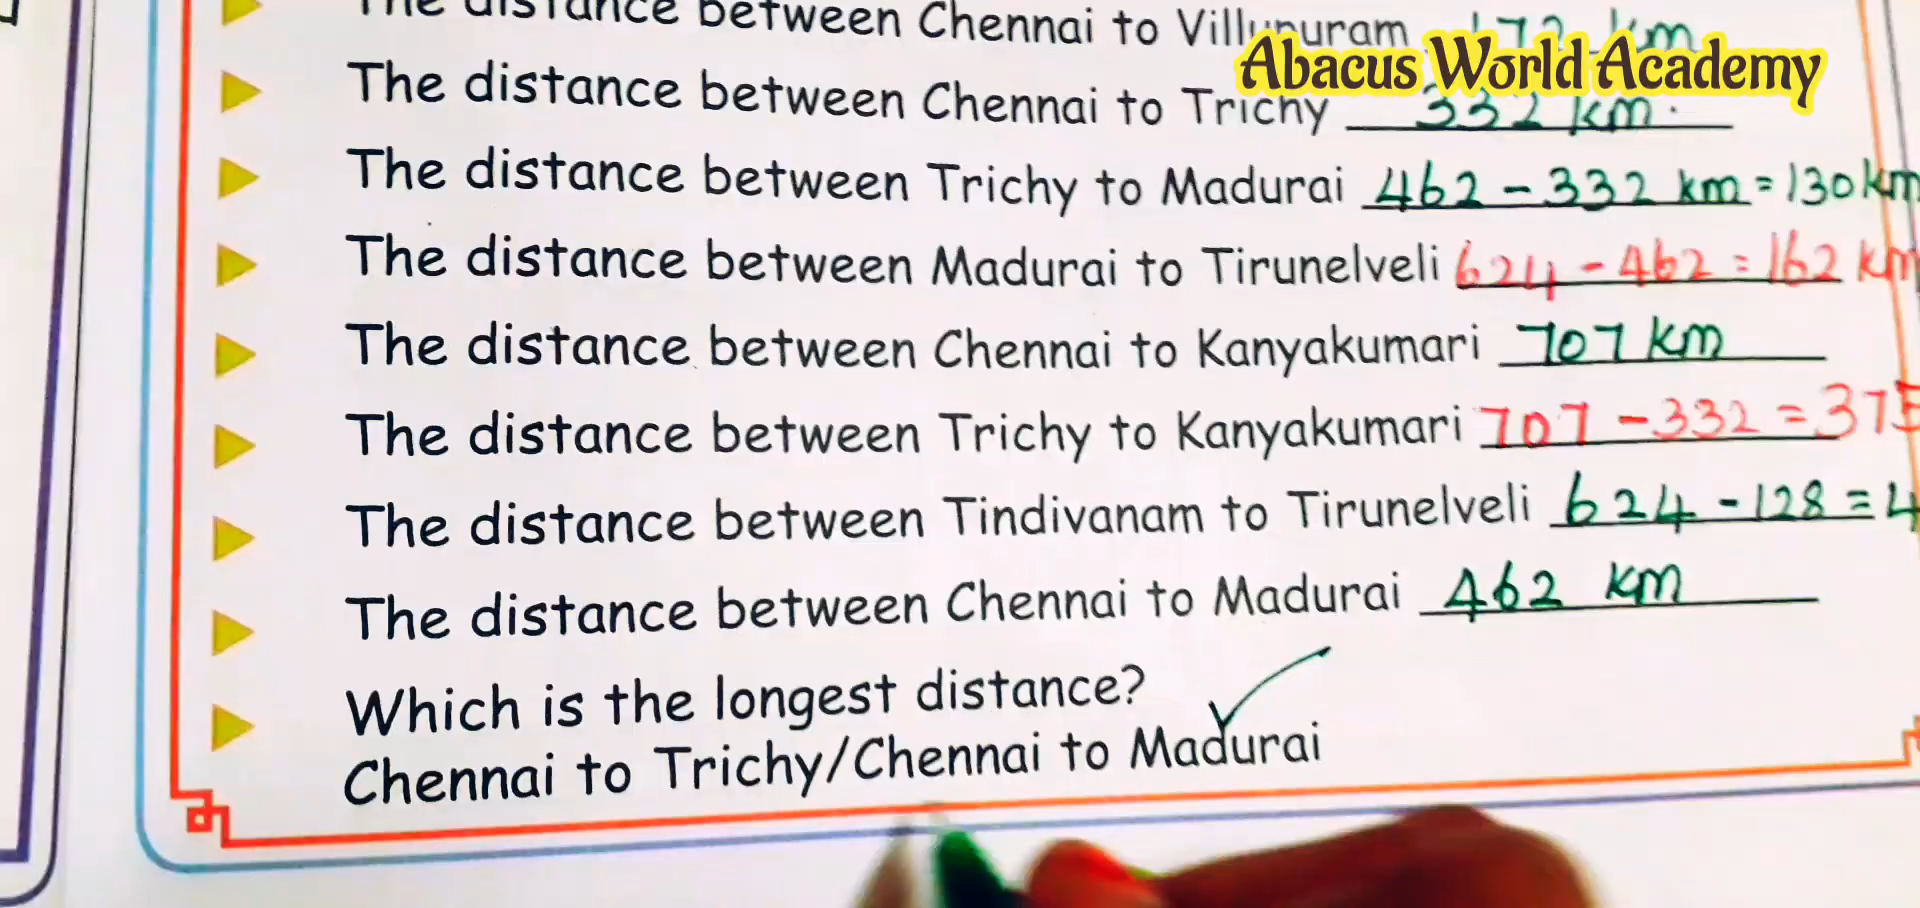 The distance between Chennai to Villupuram 172 km
Abacus World Academy
The distance between Chennai to Trichy 332 km.
The distance between Trichy to Madurai 462 - 332 km = 130 km
The distance between Madurai to Tirunelveli 624 - 462 = 162 km
The distance between Chennai to Kanyakumari 707 km
The distance between Trichy to Kanyakumari 707 - 332 = 375
The distance between Tindivanam to Tirunelveli 624 - 128 = 4
The distance between Chennai to Madurai 462 km
Which is the longest distance?
Chennai to Trichy/Chennai to Madurai